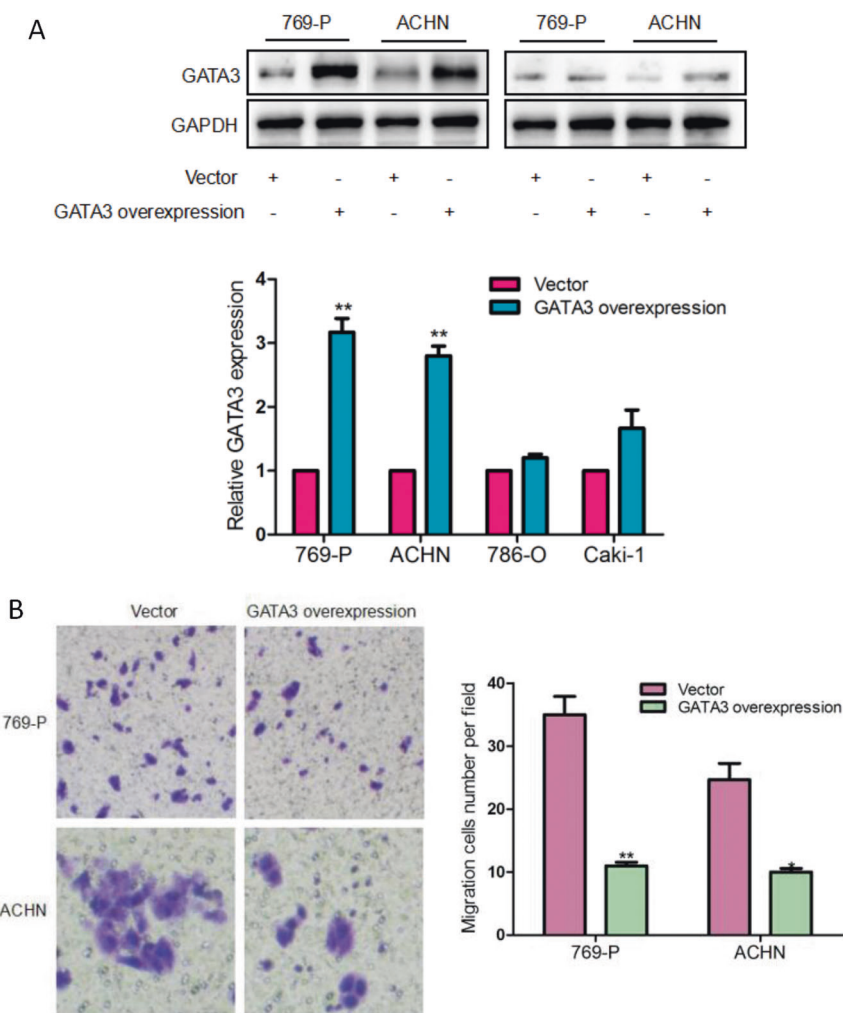 A
769-P ACHN 769-P ACHN
GATA3
GAPDH
Vector + - + - + - + -
GATA3 overexpression - + - + - + - +
Relative GATA3 expression
4
3
2
1
0
** **
Vector
GATA3 overexpression
769-P ACHN 786-O Caki-1
B
Vector GATA3 overexpression
769-P
ACHN
Migration cells number per field
40
30
20
10
0
Vector
GATA3 overexpression
** *
769-P ACHN